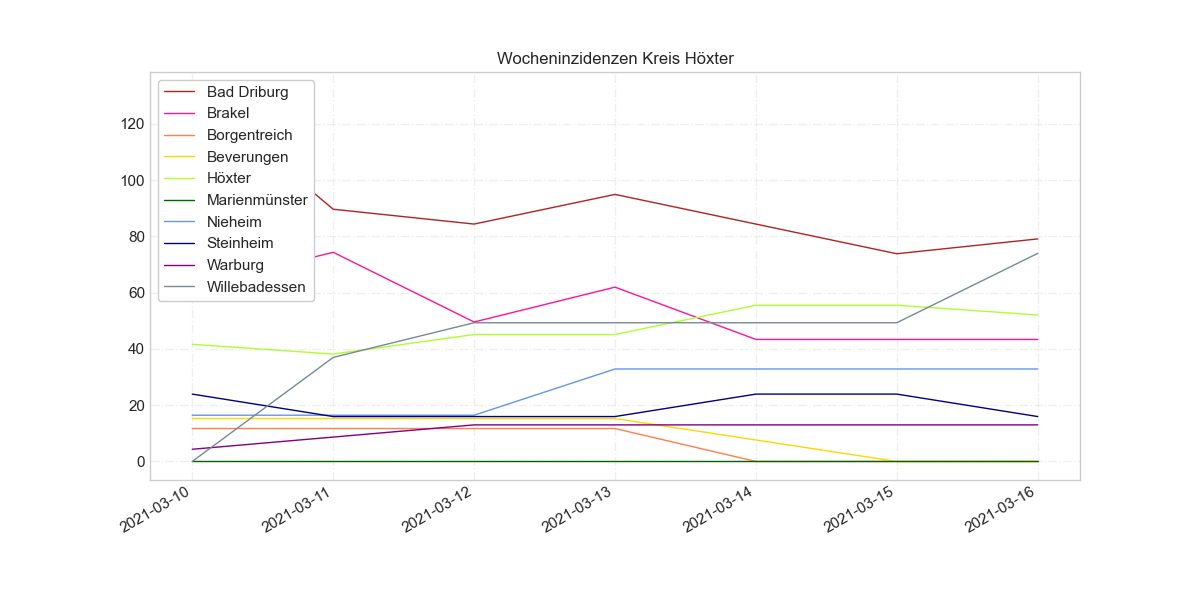 Wocheninzidenzen Kreis Höxter
Bad Driburg
Brakel
Borgentreich
Beverungen
Höxter
Marienmünster
Nieheim
Steinheim
Warburg
Willebadessen
120
100
80
60
40
20
0
2021-03-10
2021-03-11
2021-03-12
2021-03-13
2021-03-14
2021-03-15
2021-03-16